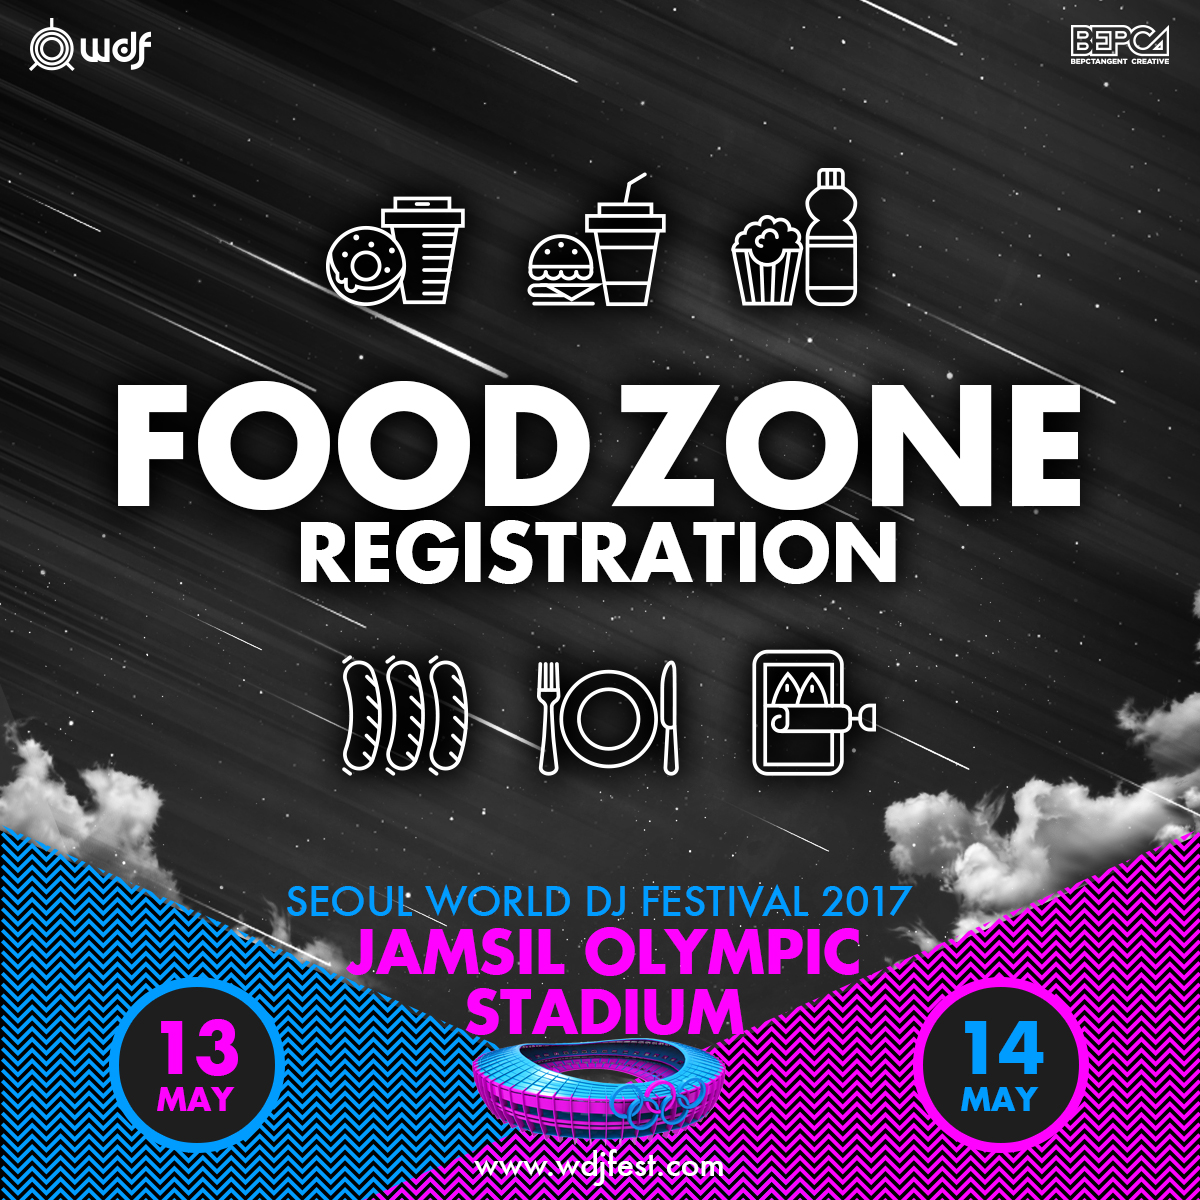 wdf
BEPCA
BEPCTANGENT CREATIVE
FOOD ZONE
REGISTRATION
SEOUL WORLD DJ FESTIVAL 2017
JAMSIL OLYMPIC
STADIUM
13
MAY
14
MAY
www.wdjfest.com